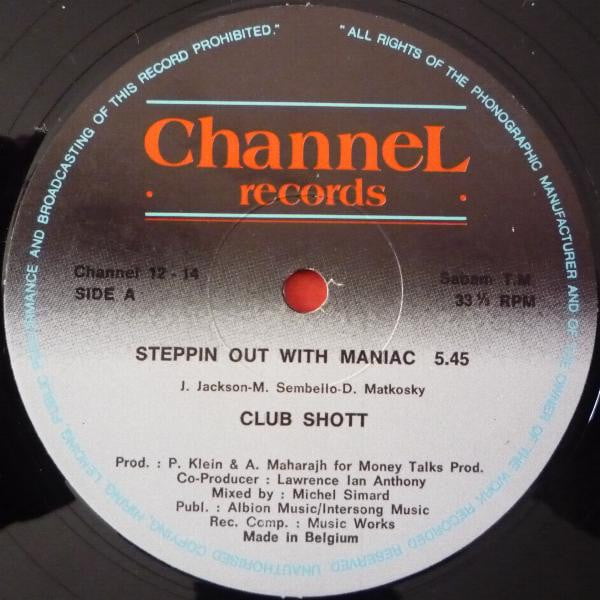 "ALL RIGHTS OF THE PHONOGRAPHIC MANUFACTURER AND OF THE OWNER OF THE WORK RECORDED RESERVED UNAUTHORISED COPYING, HIRING, LENDING, PUBLIC PERFORMANCE AND BROADCASTING OF THIS RECORD PROHIBITED."
Channel
records
Channel 12 - 14
SIDE A
Sabam T.M
33 ⅓ RPM
STEPPIN OUT WITH MANIAC 5.45
J. Jackson-M. Sembello-D. Matkosky
CLUB SHOTT
Prod. : P. Klein & A. Maharajh for Money Talks Prod.
Co-Producer : Lawrence Ian Anthony
Mixed by : Michel Simard
Publ. : Albion Music/Intersong Music
Rec. Comp. : Music Works
Made in Belgium